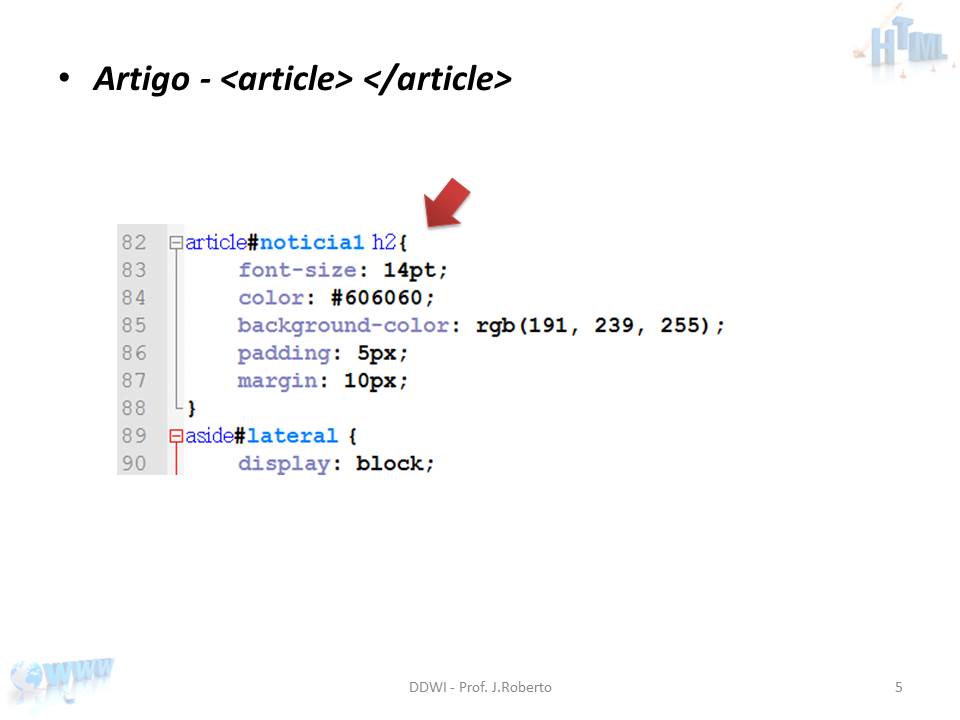 HTML
• Artigo - <article> </article>
82 article#noticia1 h2{
83 font-size: 14pt;
84 color: #606060;
85 background-color: rgb(191, 239, 255);
86 padding: 5px;
87 margin: 10px;
88 }
89 aside#lateral {
90 display: block;
WWW
DDWI - Prof. J.Roberto
5